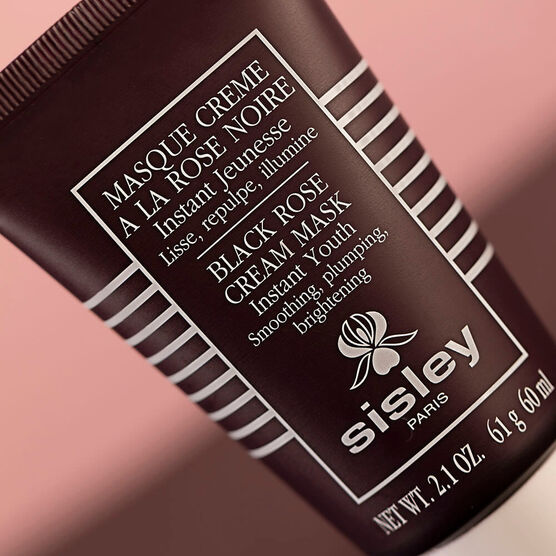 MASQUE CREME
A LA ROSE NOIRE
Instant Jeunesse
Lisse, repulpe, illumine
BLACK ROSE
CREAM MASK
Instant Youth
Smoothing, plumping,
brightening
sisley
PARIS
NET WT. 2.1 OZ. 61 g 60 ml